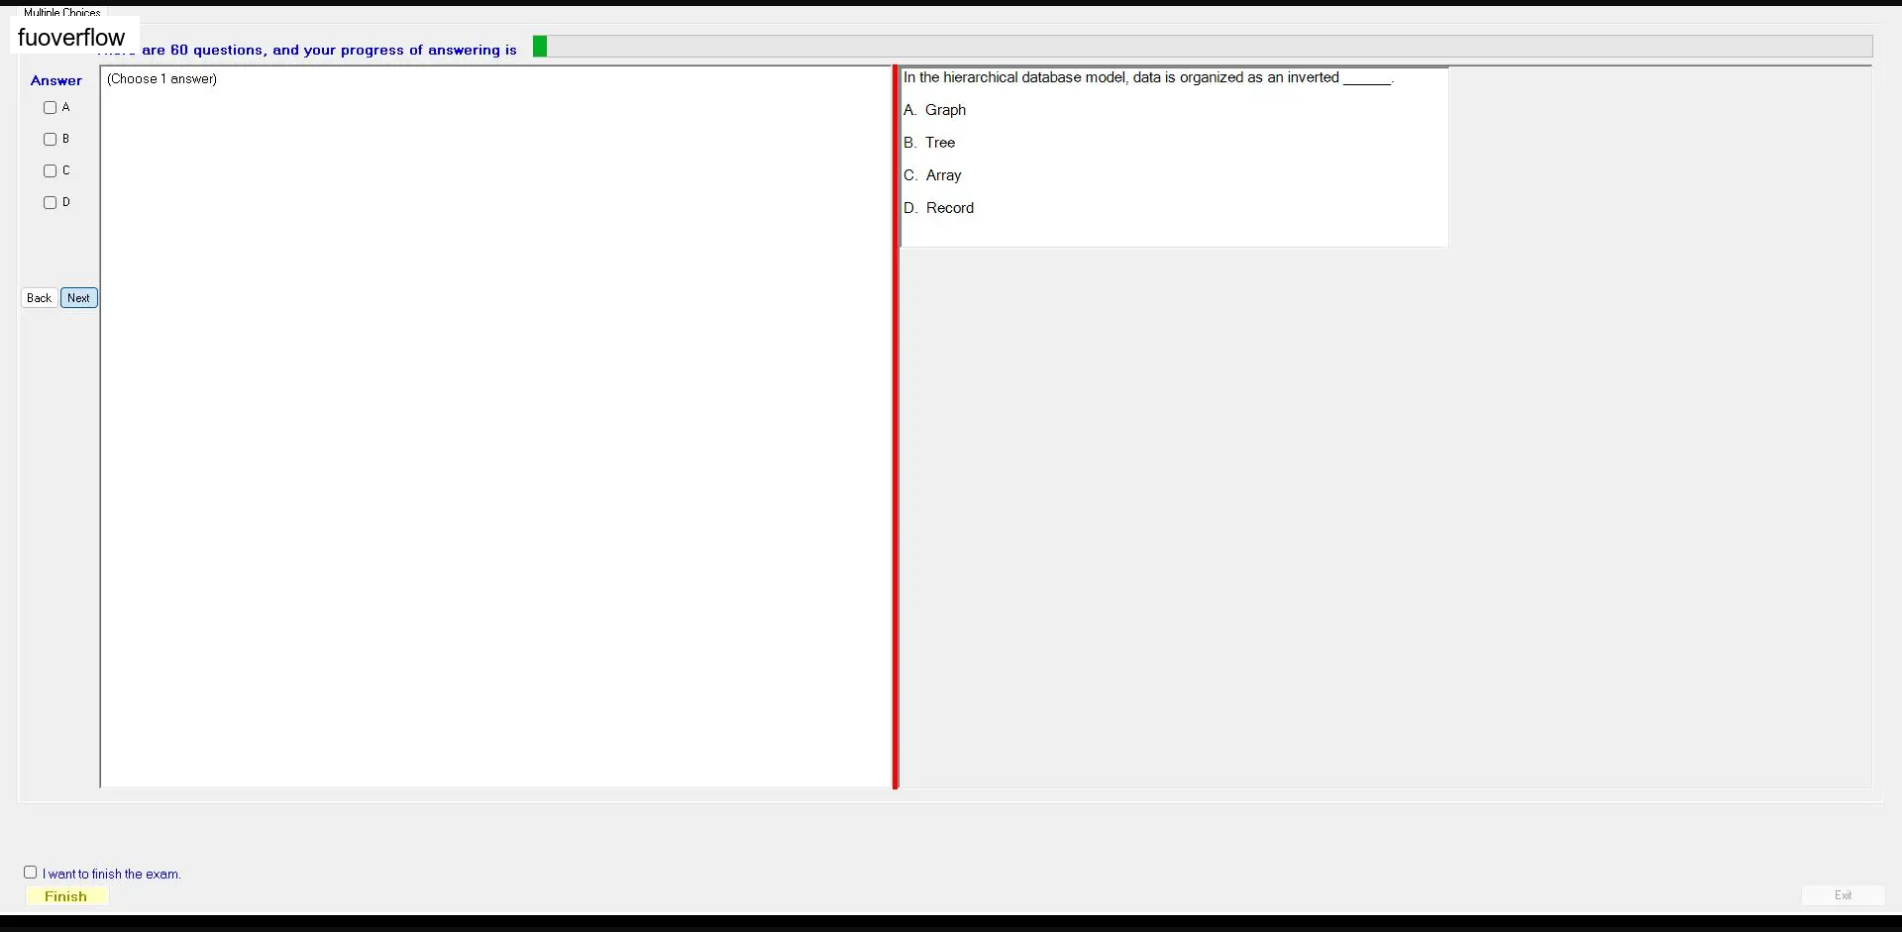 Multiple Choices
fuoverflow
are 60 questions, and your progress of answering is
Answer
(Choose 1 answer)
A
B
C
D
Back Next
In the hierarchical database model, data is organized as an inverted ______.
A. Graph
B. Tree
C. Array
D. Record
I want to finish the exam.
Finish
Exit